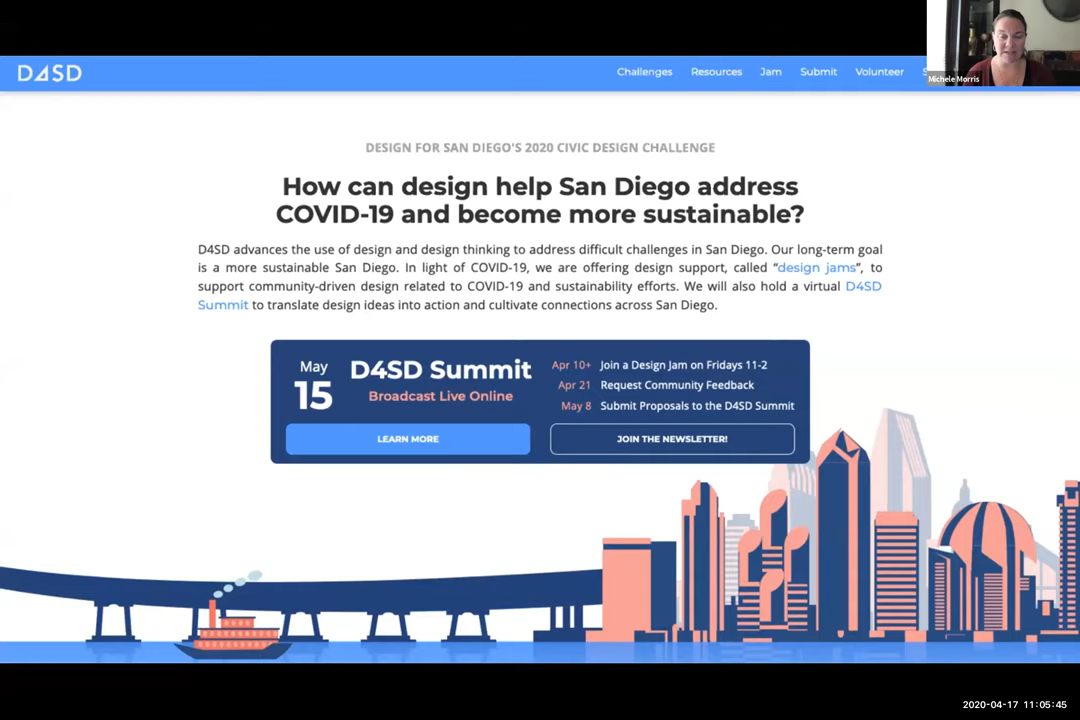 D4SD
Challenges Resources Jam Submit Volunteer S
Michele Morris
DESIGN FOR SAN DIEGO'S 2020 CIVIC DESIGN CHALLENGE
How can design help San Diego address
COVID-19 and become more sustainable?
D4SD advances the use of design and design thinking to address difficult challenges in San Diego. Our long-term goal
is a more sustainable San Diego. In light of COVID-19, we are offering design support, called “design jams”, to
support community-driven design related to COVID-19 and sustainability efforts. We will also hold a virtual D4SD
Summit to translate design ideas into action and cultivate connections across San Diego.
May
15
D4SD Summit
Broadcast Live Online
Apr 10+ Join a Design Jam on Fridays 11-2
Apr 21 Request Community Feedback
May 8 Submit Proposals to the D4SD Summit
LEARN MORE
JOIN THE NEWSLETTER!
2020-04-17 11:05:45